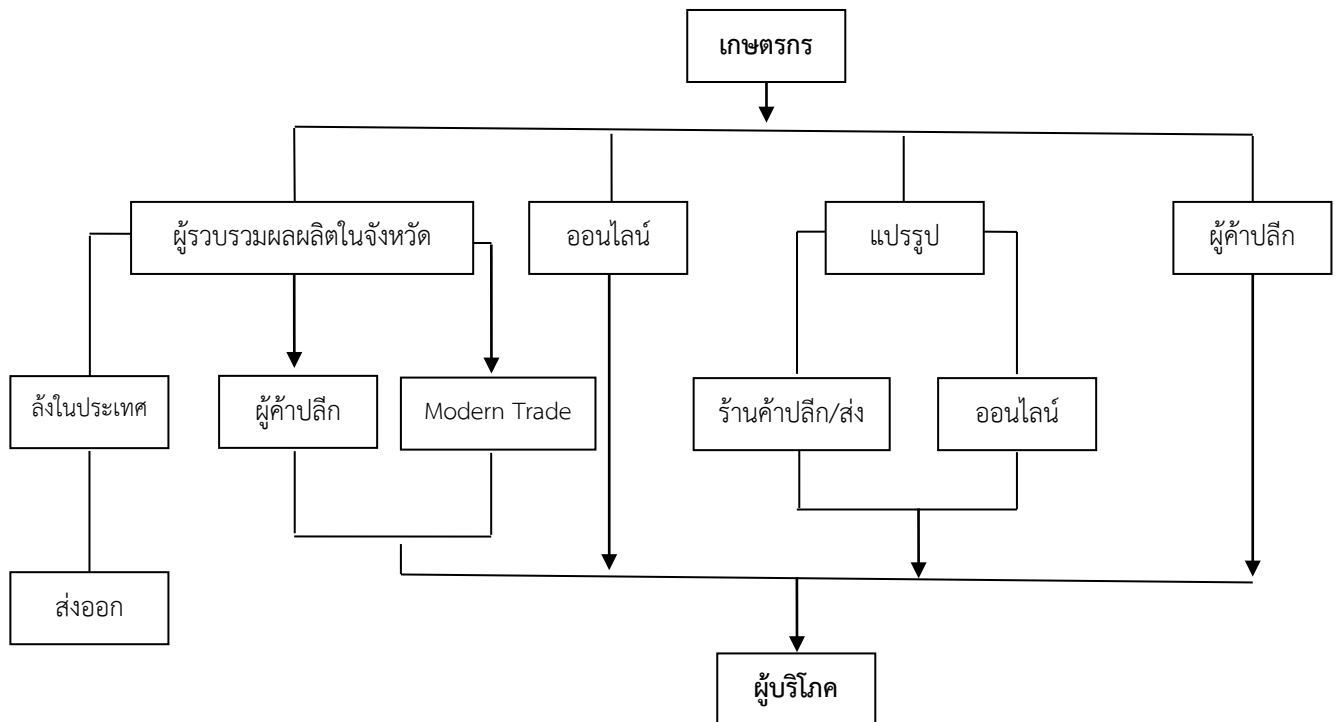 เกษตรกร
ผู้รวบรวมผลผลิตในจังหวัด
ออนไลน์
แปรรูป
ผู้ค้าปลีก
ล้งในประเทศ
ผู้ค้าปลีก
Modern Trade
ร้านค้าปลีก/ส่ง
ออนไลน์
ส่งออก
ผู้บริโภค